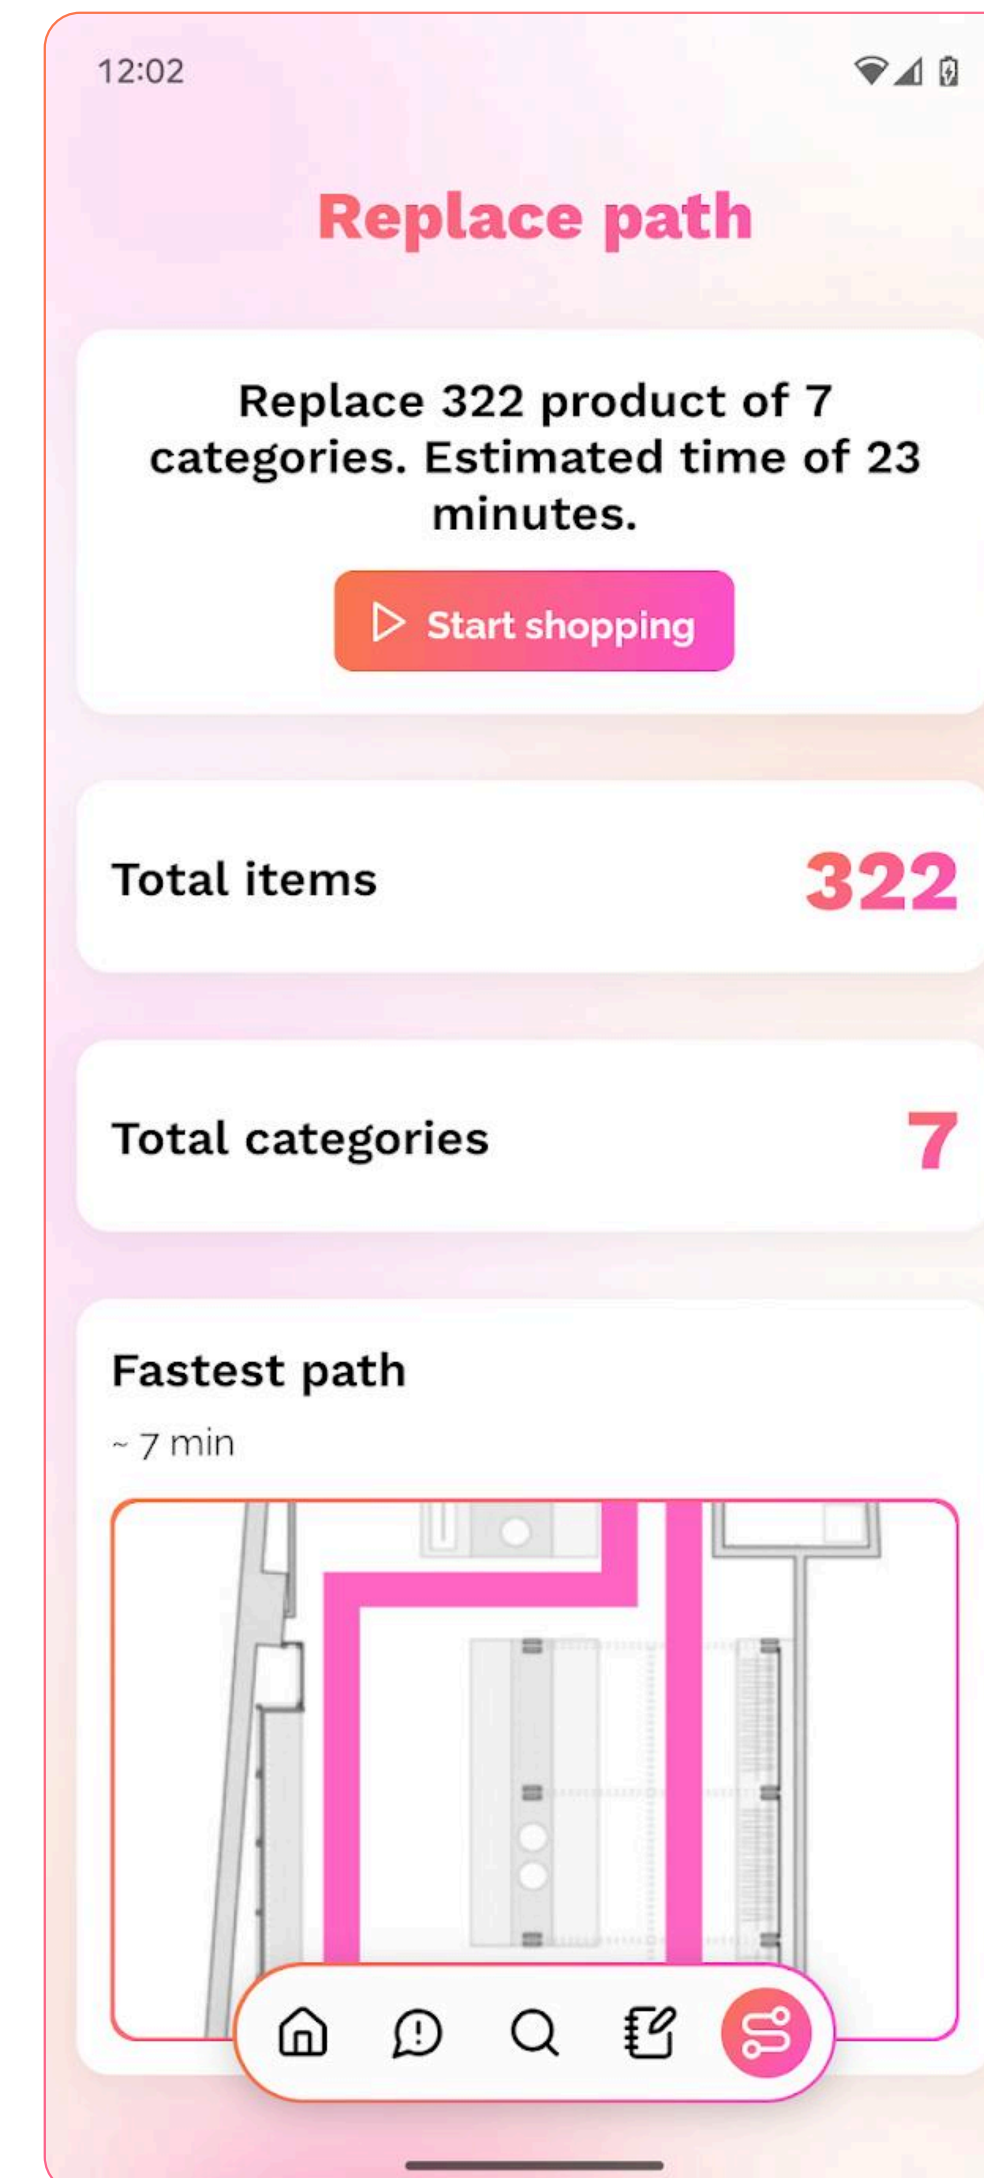 12:02
Replace path
Replace 322 product of 7
categories. Estimated time of 23
minutes.
Start shopping
Total items
322
Total categories
7
Fastest path
~ 7 min